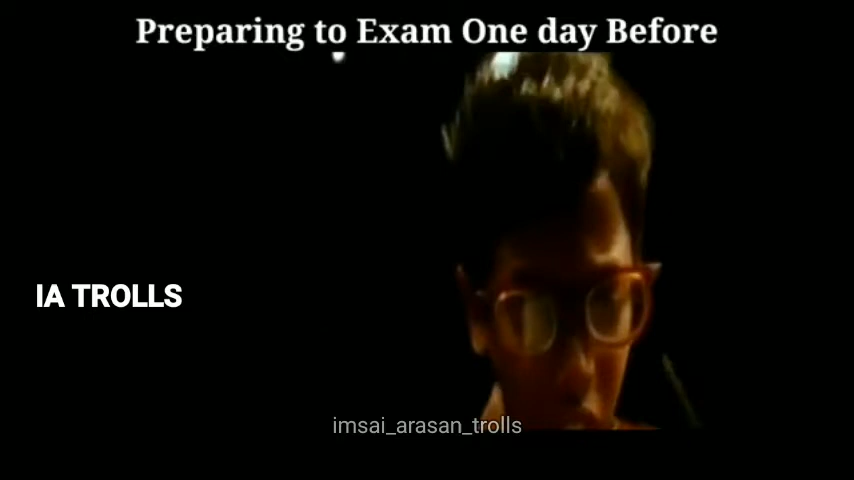 Preparing to Exam One day Before
IA TROLLS
imsai_arasan_trolls